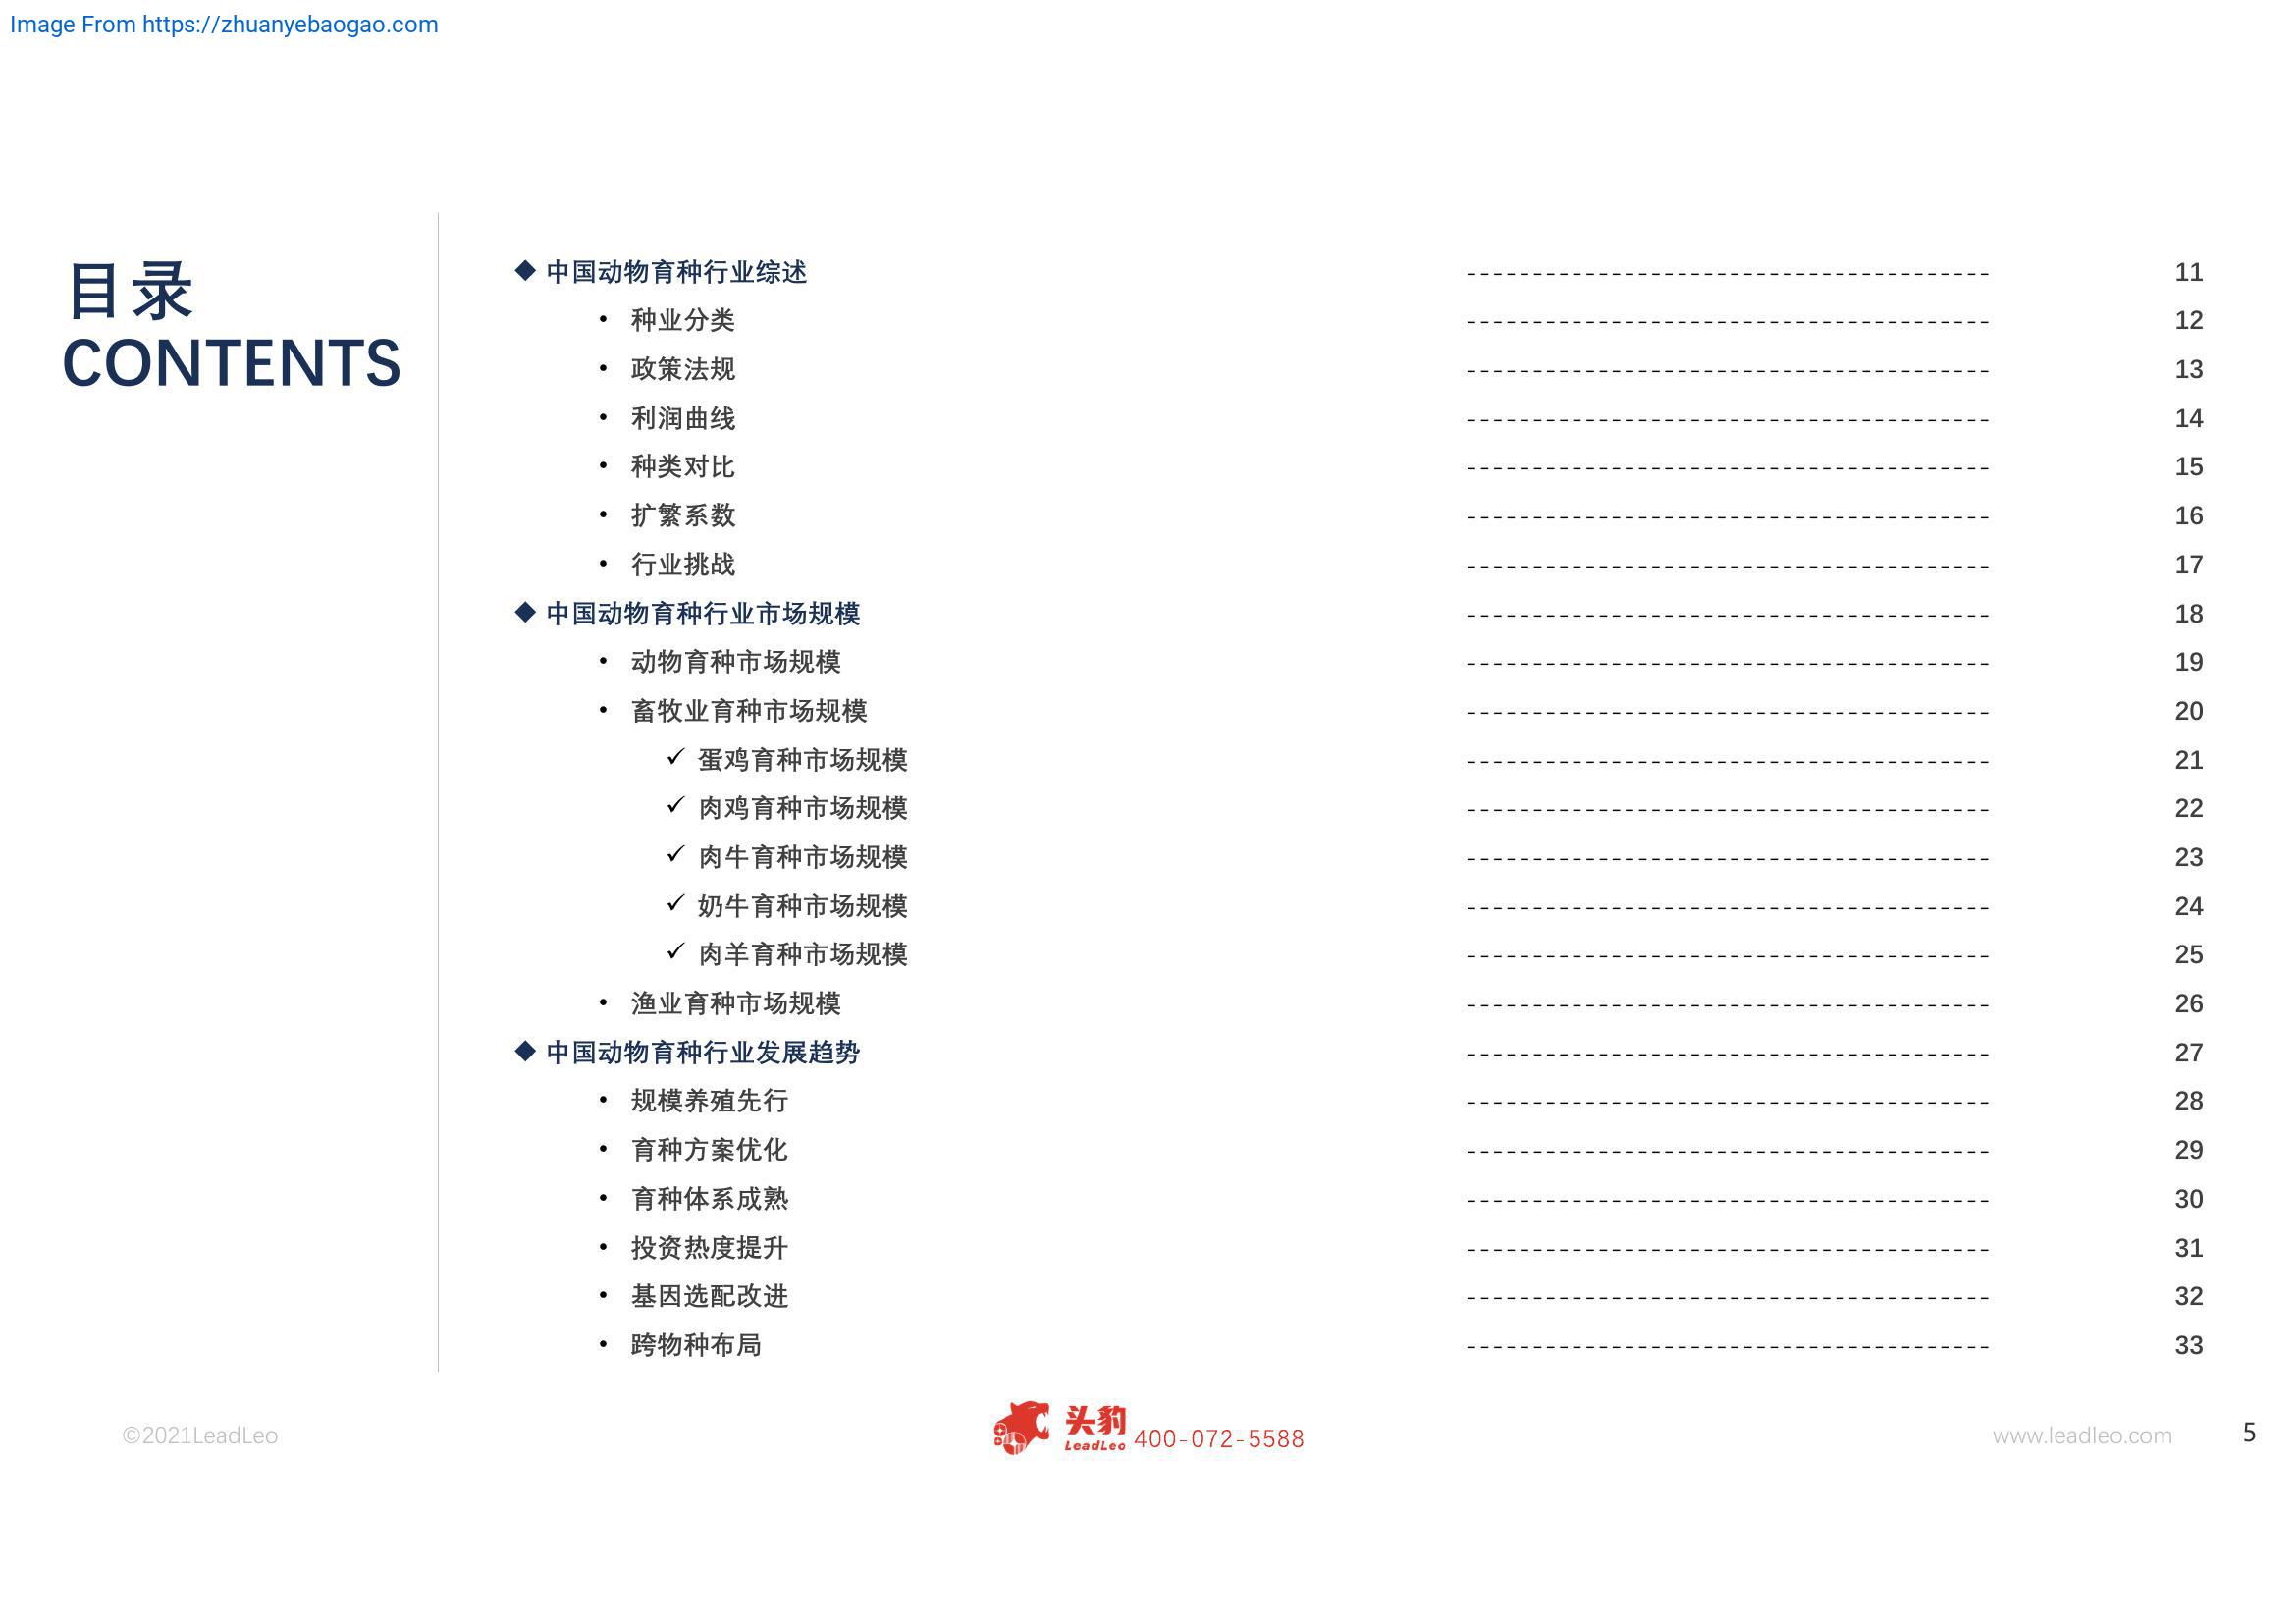 Image From https://zhuanyebaogao.com
目录
CONTENTS
◆ 中国动物育种行业综述 ---------------------------------------- 11
• 种业分类 ---------------------------------------- 12
• 政策法规 ---------------------------------------- 13
• 利润曲线 ---------------------------------------- 14
• 种类对比 ---------------------------------------- 15
• 扩繁系数 ---------------------------------------- 16
• 行业挑战 ---------------------------------------- 17
◆ 中国动物育种行业市场规模 ---------------------------------------- 18
• 动物育种市场规模 ---------------------------------------- 19
• 畜牧业育种市场规模 ---------------------------------------- 20
✓ 蛋鸡育种市场规模 ---------------------------------------- 21
✓ 肉鸡育种市场规模 ---------------------------------------- 22
✓ 肉牛育种市场规模 ---------------------------------------- 23
✓ 奶牛育种市场规模 ---------------------------------------- 24
✓ 肉羊育种市场规模 ---------------------------------------- 25
• 渔业育种市场规模 ---------------------------------------- 26
◆ 中国动物育种行业发展趋势 ---------------------------------------- 27
• 规模养殖先行 ---------------------------------------- 28
• 育种方案优化 ---------------------------------------- 29
• 育种体系成熟 ---------------------------------------- 30
• 投资热度提升 ---------------------------------------- 31
• 基因选配改进 ---------------------------------------- 32
• 跨物种布局 ---------------------------------------- 33
©2021LeadLeo
头豹
LeadLeo 400-072-5588
www.leadleo.com 5